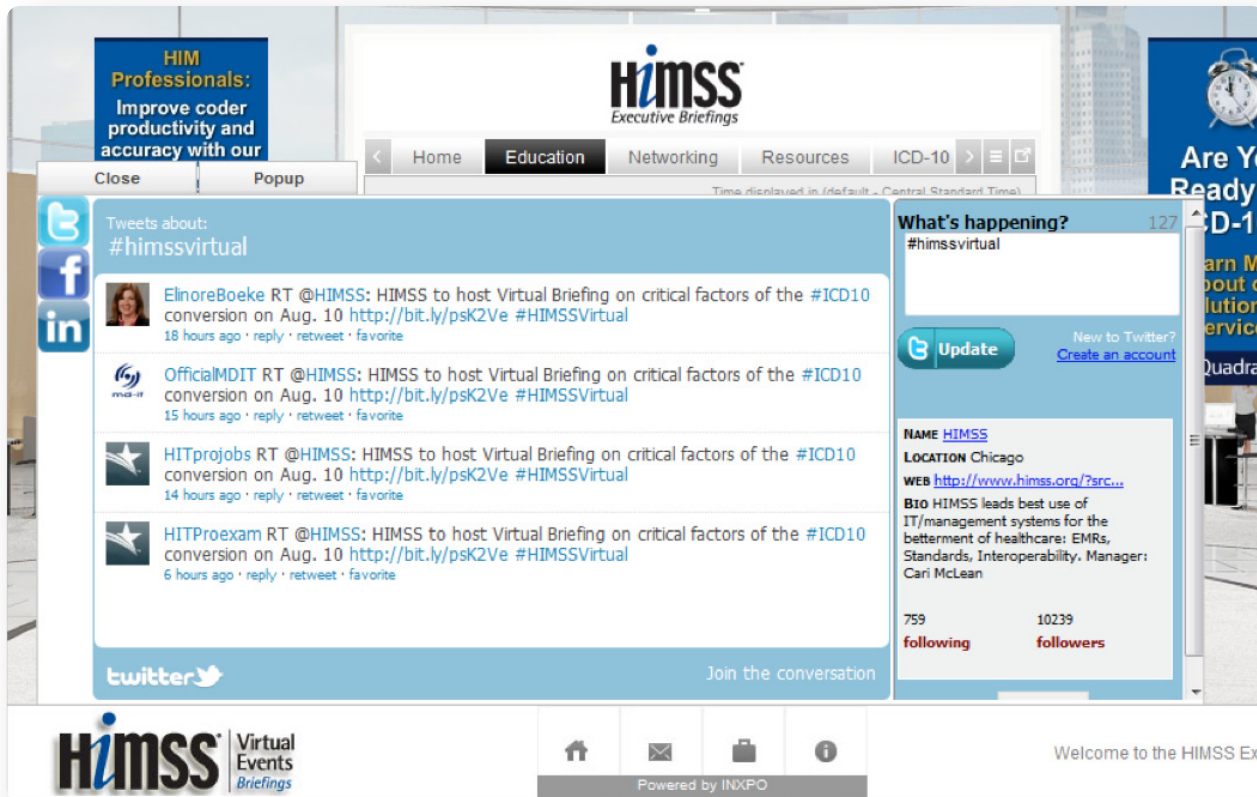 HIM
Professionals:
Improve coder
productivity and
accuracy with our
HiMSS
Executive Briefings
Home Education Networking Resources ICD-10
Close Popup
Time displayed in (default - Central Standard Time)
Are Yo
Ready
CD-1
arn M
bout o
lution
ervice
Quadra
Tweets about:
#himssvirtual
ElinoreBoeke RT @HIMSS: HIMSS to host Virtual Briefing on critical factors of the #ICD10
conversion on Aug. 10 http://bit.ly/psK2Ve #HIMSSVirtual
18 hours ago · reply · retweet · favorite
md-it
OfficialMDIT RT @HIMSS: HIMSS to host Virtual Briefing on critical factors of the #ICD10
conversion on Aug. 10 http://bit.ly/psK2Ve #HIMSSVirtual
15 hours ago · reply · retweet · favorite
HITprojobs RT @HIMSS: HIMSS to host Virtual Briefing on critical factors of the #ICD10
conversion on Aug. 10 http://bit.ly/psK2Ve #HIMSSVirtual
14 hours ago · reply · retweet · favorite
HITProexam RT @HIMSS: HIMSS to host Virtual Briefing on critical factors of the #ICD10
conversion on Aug. 10 http://bit.ly/psK2Ve #HIMSSVirtual
6 hours ago · reply · retweet · favorite
twitter
Join the conversation
What's happening? 127
#himssvirtual
Update
New to Twitter?
Create an account
NAME HIMSS
LOCATION Chicago
WEB http://www.himss.org/?src...
BIO HIMSS leads best use of
IT/management systems for the
betterment of healthcare: EMRs,
Standards, Interoperability. Manager:
Cari McLean
759 10239
following followers
HiMSS Virtual
Events
Briefings
Powered by INXPO
Welcome to the HIMSS Ex